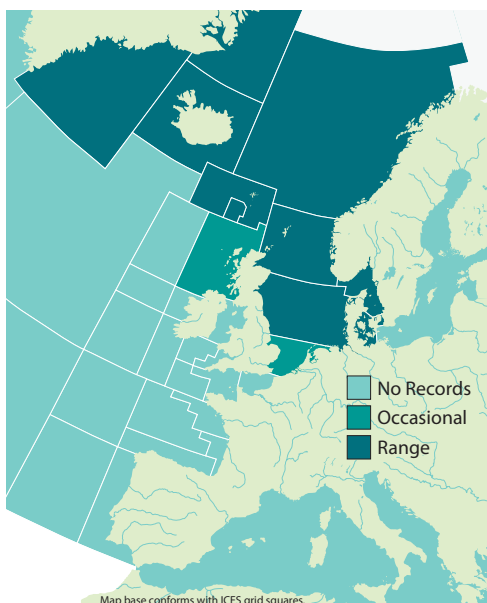 No Records
Occasional
Range
Map base conforms with ICES grid squares.